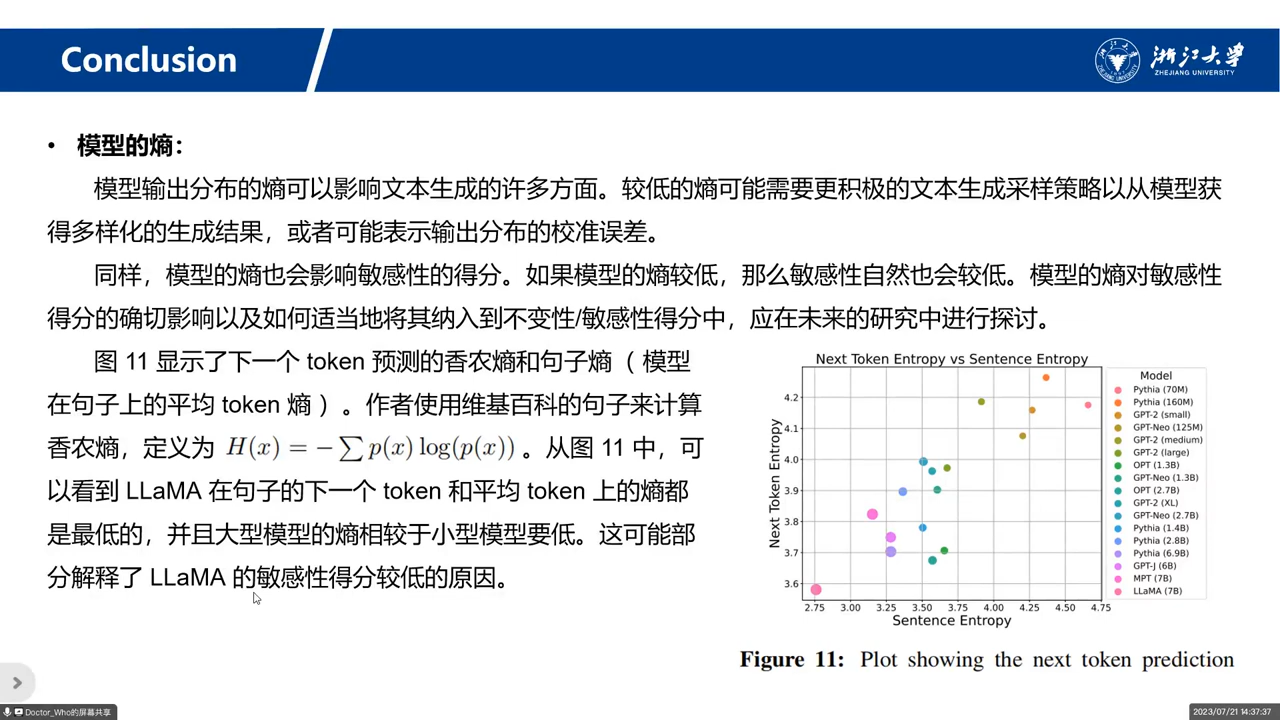 Conclusion
浙江大学
ZHEJIANG UNIVERSITY
• 模型的熵：
模型输出分布的熵可以影响文本生成的许多方面。较低的熵可能需要更积极的文本生成采样策略以从模型获
得多样化的生成结果，或者可能表示输出分布的校准误差。
同样，模型的熵也会影响敏感性的得分。如果模型的熵较低，那么敏感性自然也会较低。模型的熵对敏感性
得分的确切影响以及如何适当地将其纳入到不变性/敏感性得分中，应在未来的研究中进行探讨。
图 11 显示了下一个 token 预测的香农熵和句子熵（ 模型
在句子上的平均 token 熵 ）。作者使用维基百科的句子来计算
香农熵，定义为 H(x) = −∑ p(x) log(p(x)) 。从图 11 中，可
以看到 LLaMA 在句子的下一个 token 和平均 token 上的熵都
是最低的，并且大型模型的熵相较于小型模型要低。这可能部
分解释了 LLaMA 的敏感性得分较低的原因。
Next Token Entropy vs Sentence Entropy
Next Token Entropy
4.2
4.1
4.0
3.9
3.8
3.7
3.6
2.75 3.00 3.25 3.50 3.75 4.00 4.25 4.50 4.75
Sentence Entropy
Model
Pythia (70M)
Pythia (160M)
GPT-2 (small)
GPT-Neo (125M)
GPT-2 (medium)
GPT-2 (large)
OPT (1.3B)
GPT-Neo (1.3B)
OPT (2.7B)
GPT-2 (XL)
GPT-Neo (2.7B)
Pythia (1.4B)
Pythia (2.8B)
Pythia (6.9B)
GPT-J (6B)
MPT (7B)
LLaMA (7B)
Figure 11: Plot showing the next token prediction
Doctor_Who的屏幕共享
2023/07/21 14:37:37